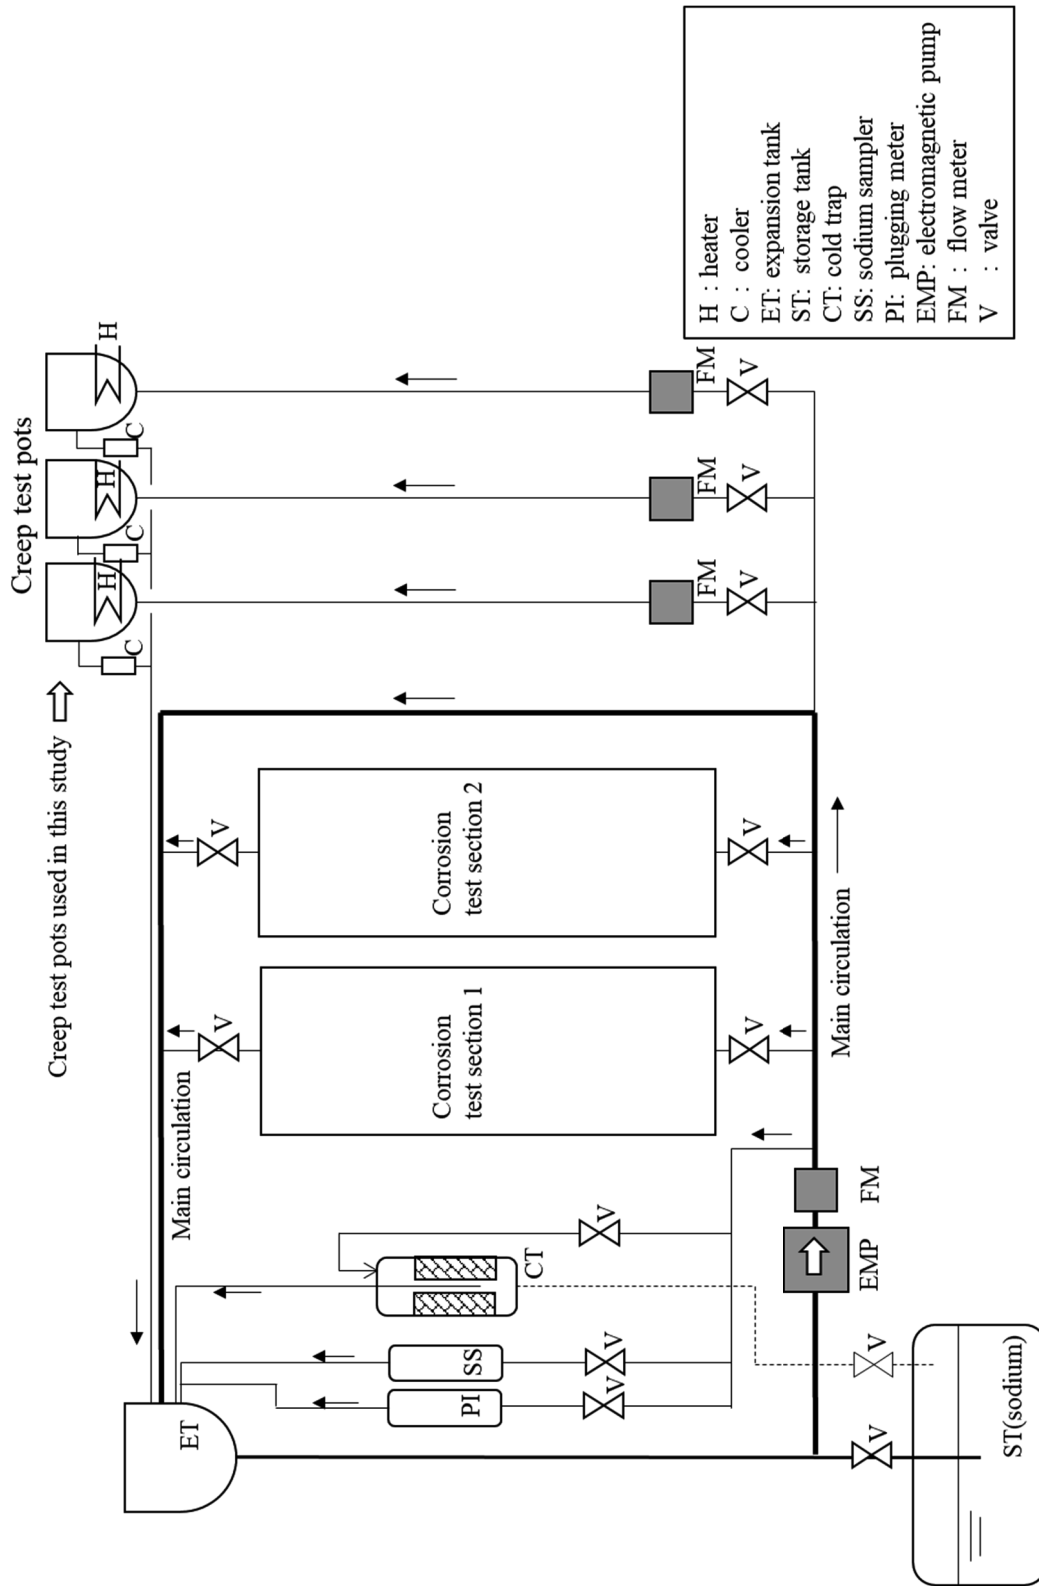 Creep test pots
Creep test pots used in this study
H
H
H
C
C
C
FM
FM
FM
V
V
V
Main circulation
Main circulation
Corrosion
test section 1
Corrosion
test section 2
V
V
V
V
ET
CT
SS
PI
V
V
V
EMP
FM
V
V
ST(sodium)
H : heater
C : cooler
ET: expansion tank
ST: storage tank
CT: cold trap
SS: sodium sampler
PI: plugging meter
EMP: electromagnetic pump
FM : flow meter
V : valve